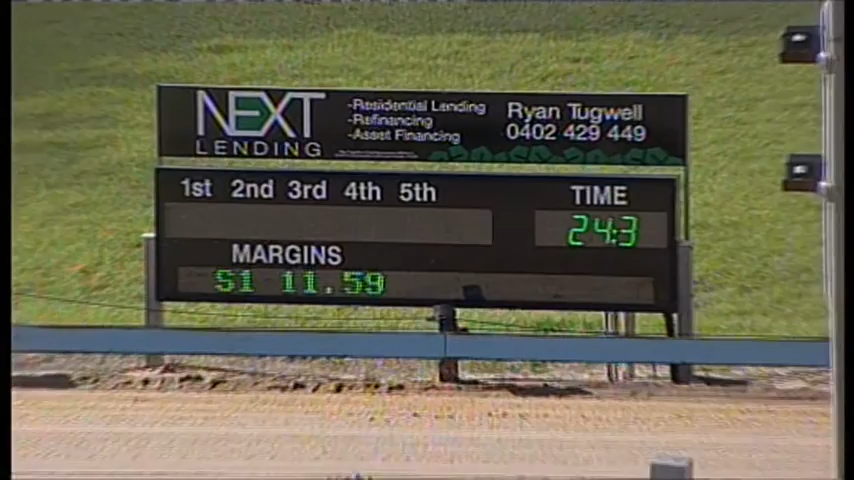 NEXT
LENDING
-Residential Lending
-Refinancing
-Asset Financing
Ryan Tugwell
0402 429 449
1st 2nd 3rd 4th 5th
TIME
24:3
MARGINS
S1 11.59